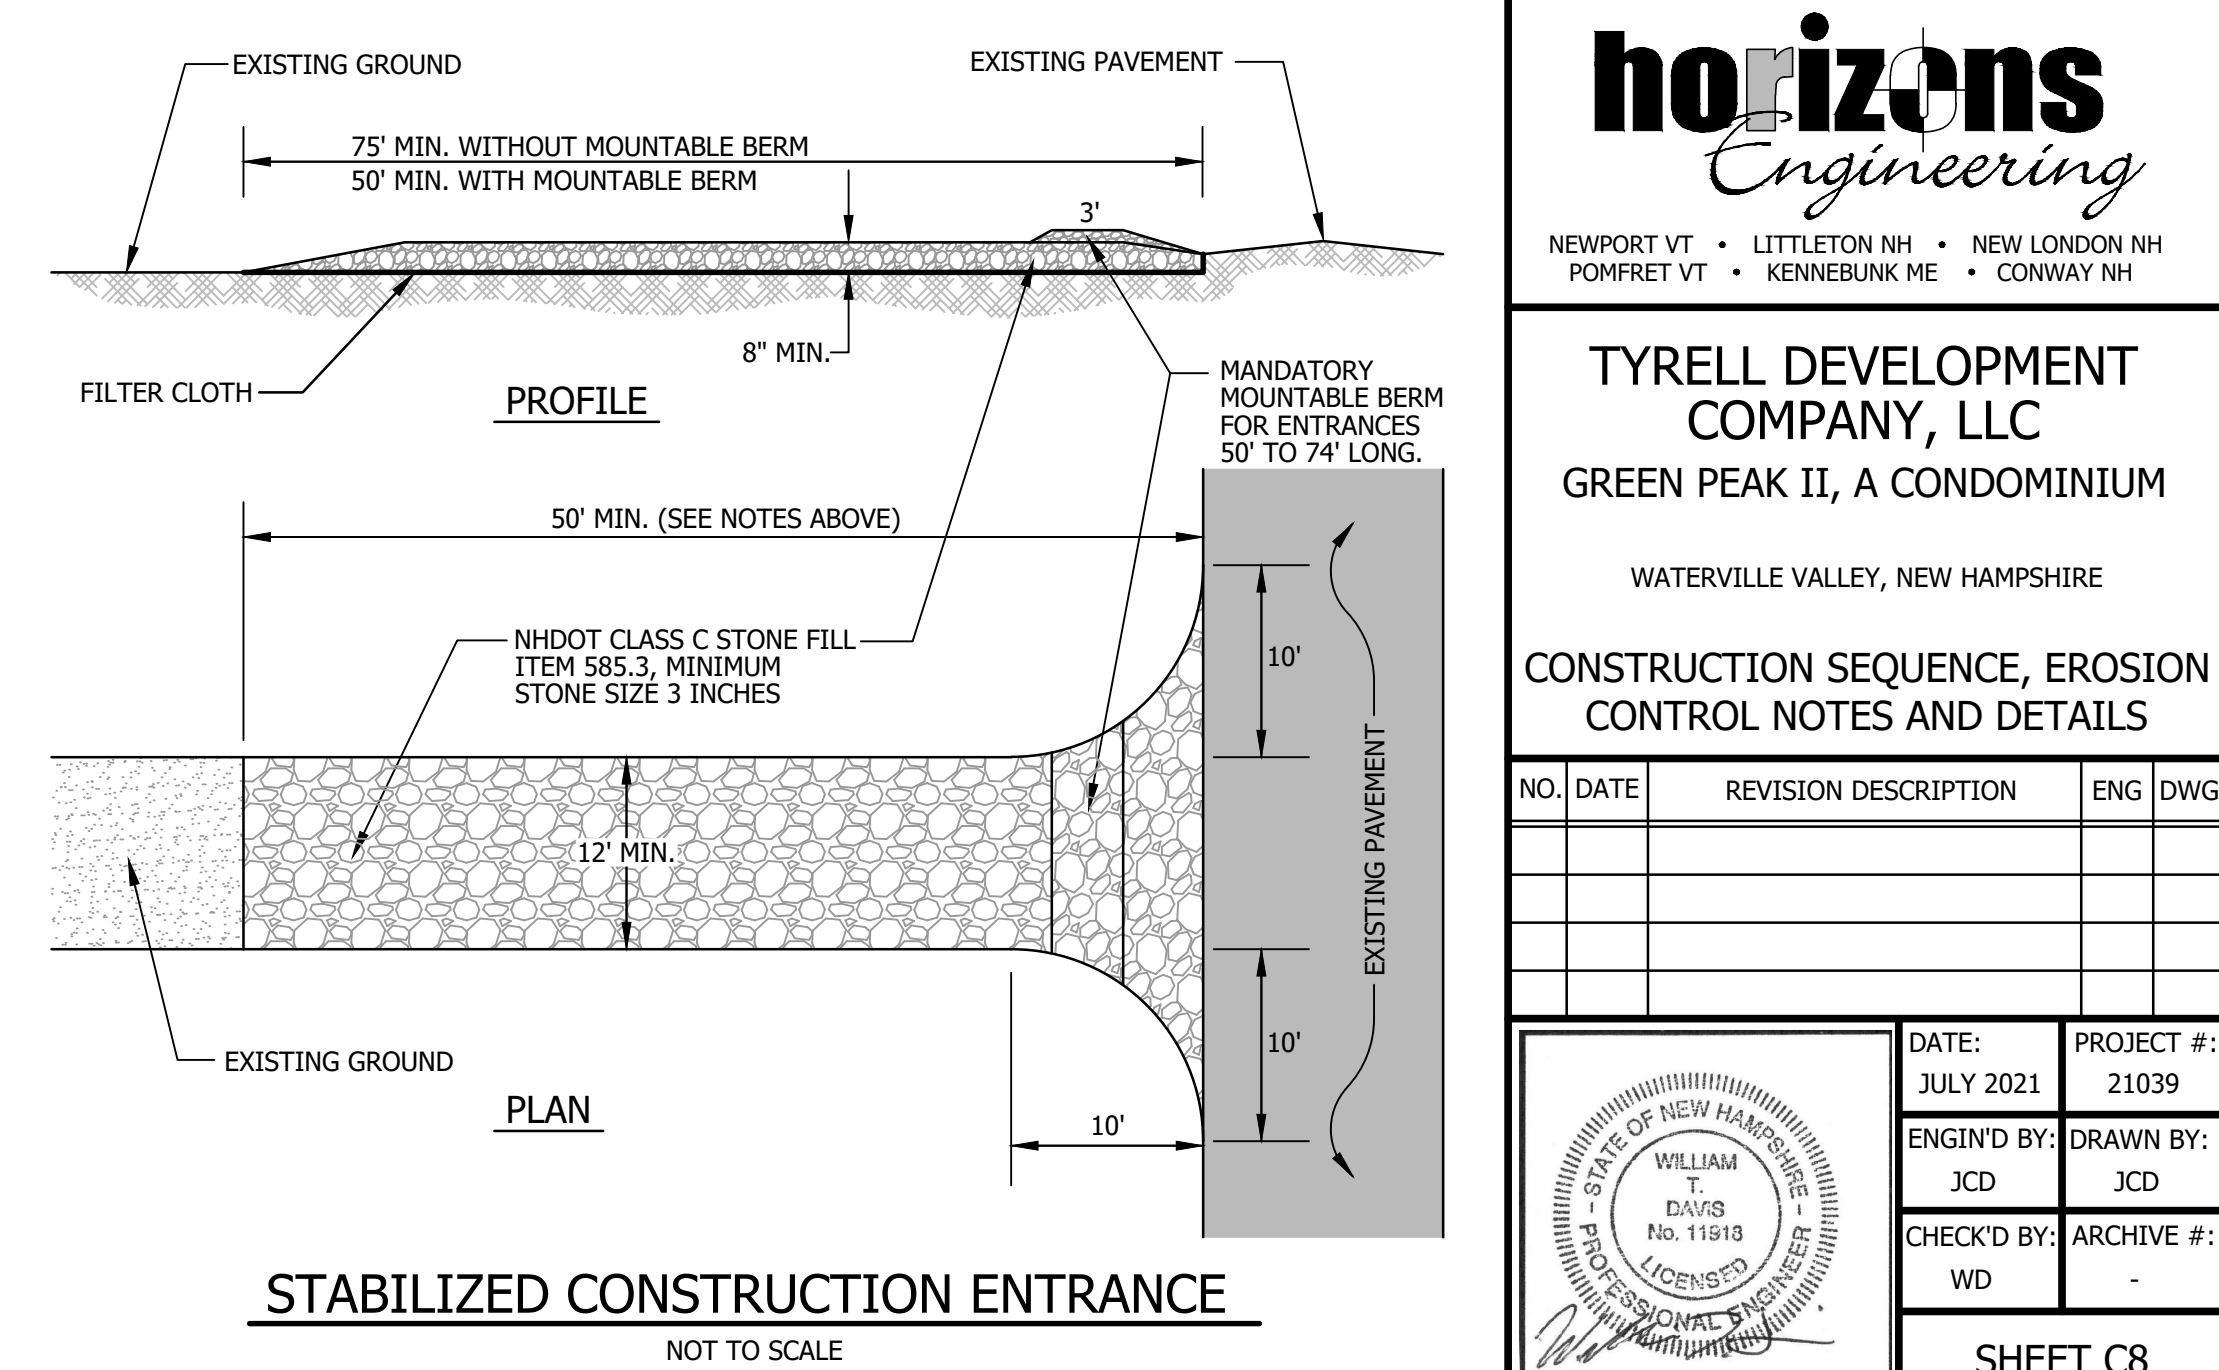 EXISTING GROUND
EXISTING PAVEMENT
75' MIN. WITHOUT MOUNTABLE BERM
50' MIN. WITH MOUNTABLE BERM
3'
8" MIN.
FILTER CLOTH
PROFILE
MANDATORY
MOUNTABLE BERM
FOR ENTRANCES
50' TO 74' LONG.
50' MIN. (SEE NOTES ABOVE)
NHDOT CLASS C STONE FILL
ITEM 585.3, MINIMUM
STONE SIZE 3 INCHES
10'
12' MIN.
EXISTING PAVEMENT
10'
EXISTING GROUND
PLAN
10'
STABILIZED CONSTRUCTION ENTRANCE
NOT TO SCALE
horizons
Engineering
NEWPORT VT • LITTLETON NH • NEW LONDON NH
POMFRET VT • KENNEBUNK ME • CONWAY NH
TYRELL DEVELOPMENT
COMPANY, LLC
GREEN PEAK II, A CONDOMINIUM
WATERVILLE VALLEY, NEW HAMPSHIRE
CONSTRUCTION SEQUENCE, EROSION
CONTROL NOTES AND DETAILS
NO. DATE REVISION DESCRIPTION ENG DWG
STATE OF NEW HAMPSHIRE
WILLIAM
T.
DAVIS
No. 11918
LICENSED
PROFESSIONAL ENGINEER
DATE:
JULY 2021
PROJECT #:
21039
ENGIN'D BY:
JCD
DRAWN BY:
JCD
CHECK'D BY:
WD
ARCHIVE #:
-
SHEET C8